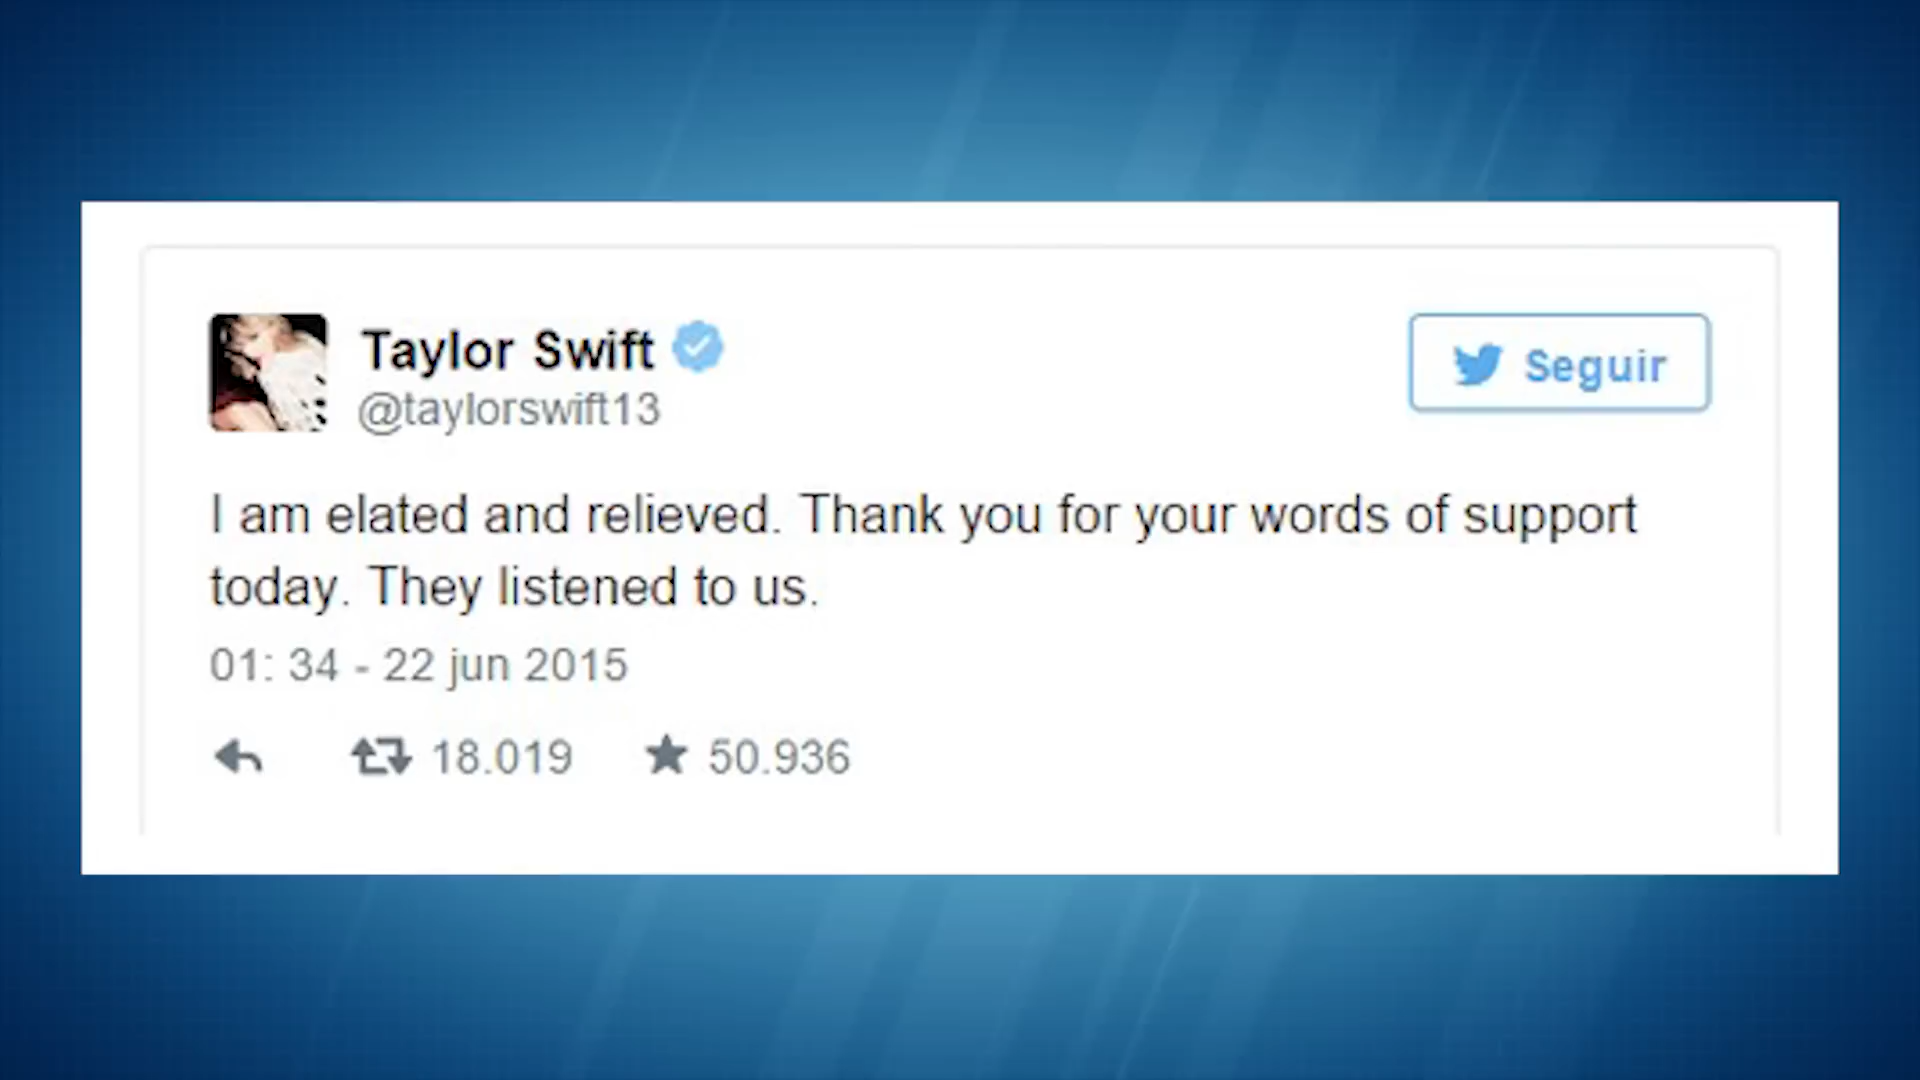 Taylor Swift
@taylorswift13
Seguir
I am elated and relieved. Thank you for your words of support
today. They listened to us.
01: 34 - 22 jun 2015
18.019 50.936